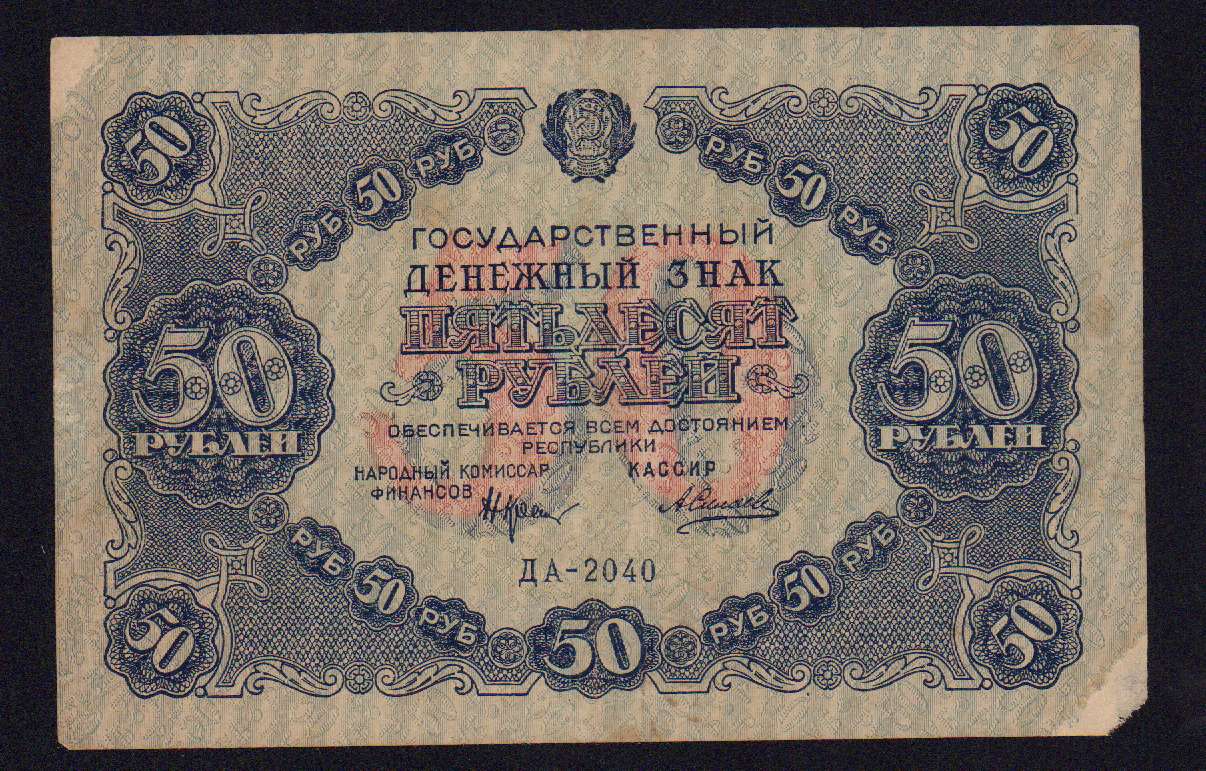 50 50
РУБ 50 РУБ РУБ 50 РУБ
ГОСУДАРСТВЕННЫЙ
ДЕНЕЖНЫЙ ЗНАК
ПЯТЬДЕСЯТ
РУБЛЕЙ
50 50
РУБЛЕЙ РУБЛЕЙ
ОБЕСПЕЧИВАЕТСЯ ВСЕМ ДОСТОЯНИЕМ
РЕСПУБЛИКИ
НАРОДНЫЙ КОМИССАР КАССИР
ФИНАНСОВ
ДА-2040
РУБ 50 РУБ РУБ 50 РУБ
50 50 50